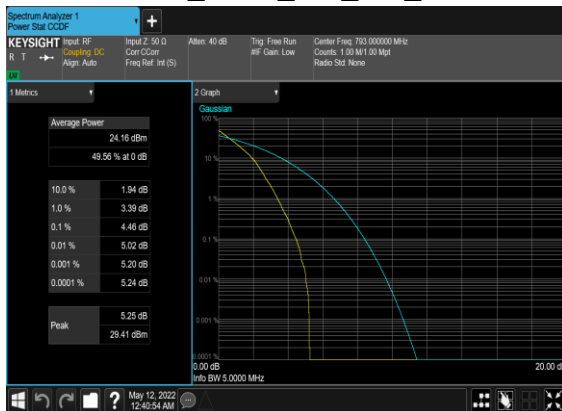 Spectrum Analyzer 1
Power Stat CCDF
+
KEYSIGHT
R T
LXI
Input: RF
Coupling: DC
Align: Auto
Input Z: 50 Ω
Corr CCorr
Freq Ref: Int (S)
Atten: 40 dB
Trig: Free Run
#IF Gain: Low
Center Freq: 793.000000 MHz
Counts: 1.00 M/1.00 Mpt
Radio Std: None
1 Metrics
Average Power
24.16 dBm
49.56 % at 0 dB
10.0 % 1.94 dB
1.0 % 3.39 dB
0.1 % 4.46 dB
0.01 % 5.02 dB
0.001 % 5.20 dB
0.0001 % 5.24 dB
Peak
5.25 dB
29.41 dBm
2 Graph
Gaussian
100 %
10 %
1 %
0.1 %
0.01 %
0.001 %
0.0001 %
0.00 dB
20.00 d
Info BW 5.0000 MHz
?
May 12, 2022
12:40:54 AM